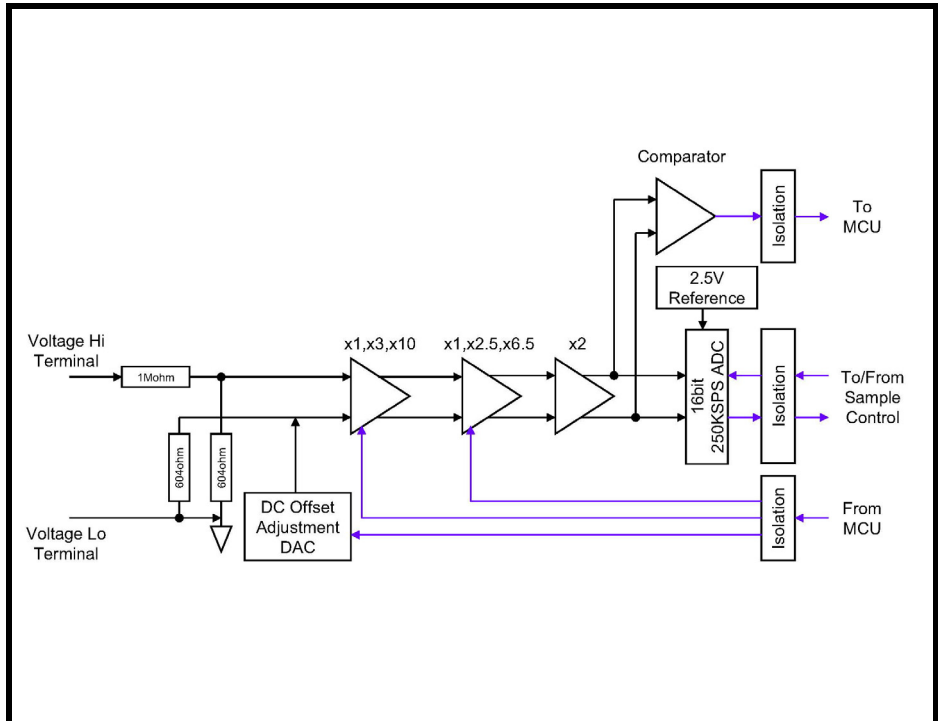 Comparator
Isolation
To
MCU
2.5V
Reference
Voltage Hi
Terminal
1Mohm
x1,x3,x10
x1,x2.5,x6.5
x2
16bit
250KSPS ADC
Isolation
To/From
Sample
Control
604ohm
604ohm
Voltage Lo
Terminal
DC Offset
Adjustment
DAC
Isolation
From
MCU